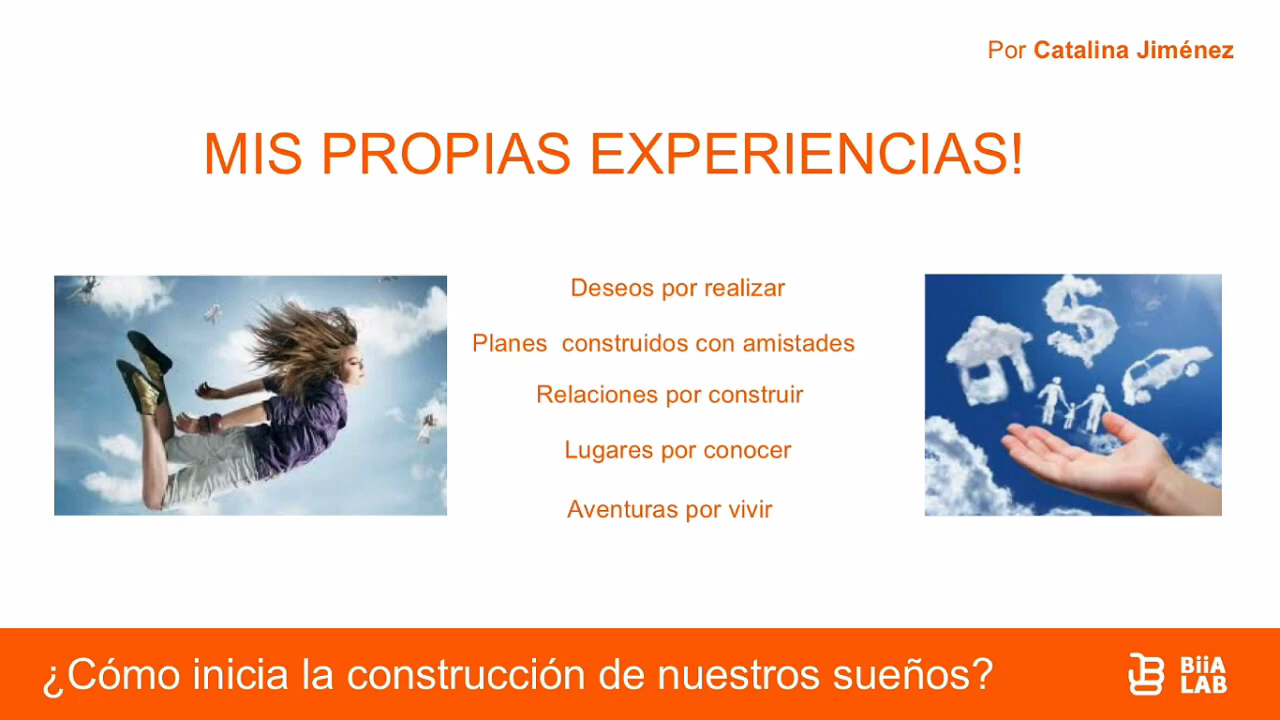 Por Catalina Jiménez
MIS PROPIAS EXPERIENCIAS!
Deseos por realizar
Planes  construidos con amistades
Relaciones por construir
Lugares por conocer
Aventuras por vivir
¿Cómo inicia la construcción de nuestros sueños?
BiiA
LAB